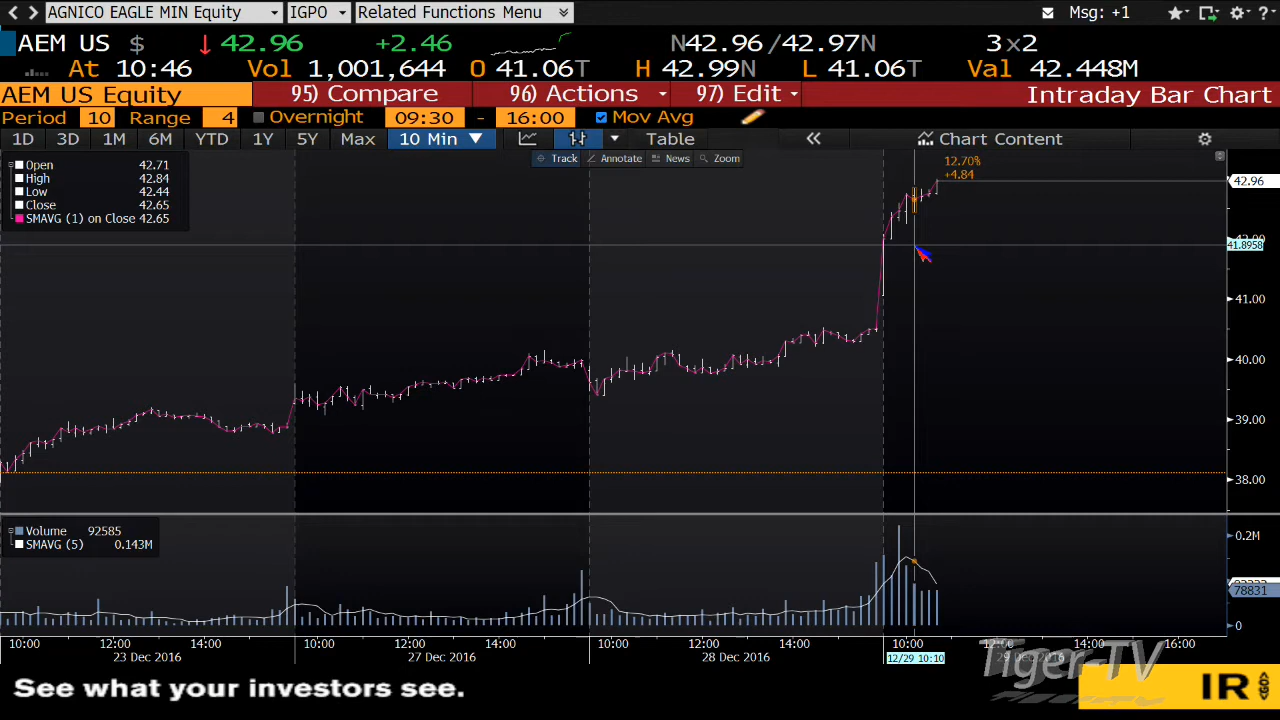 AGNICO EAGLE MIN Equity IGPO Related Functions Menu Msg: +1 ?
AEM US $ 42.96 +2.46 N42.96 / 42.97N 3x2
At 10:46 Vol 1,001,644 O 41.06T H 42.99N L 41.06T Val 42.448M
AEM US Equity 95) Compare 96) Actions 97) Edit Intraday Bar Chart
Period 10 Range 4 Overnight 09:30 - 16:00 Mov Avg
1D 3D 1M 6M YTD 1Y 5Y Max 10 Min Table Chart Content
Track Annotate News Zoom
Open 42.71
High 42.84
Low 42.44
Close 42.65
SMAVG (1) on Close 42.65
12.70%
+4.84
42.96
41.8958
41.00
40.00
39.00
38.00
Volume 92585
SMAVG (5) 0.143M
0.2M
78831
0
10:00 12:00 14:00 10:00 12:00 14:00 10:00 12:00 14:00 10:00 12:00 14:00 16:00
23 Dec 2016 27 Dec 2016 28 Dec 2016 12/29 10:10 29 Dec 2016
Tiger-TV
See what your investors see.
IR